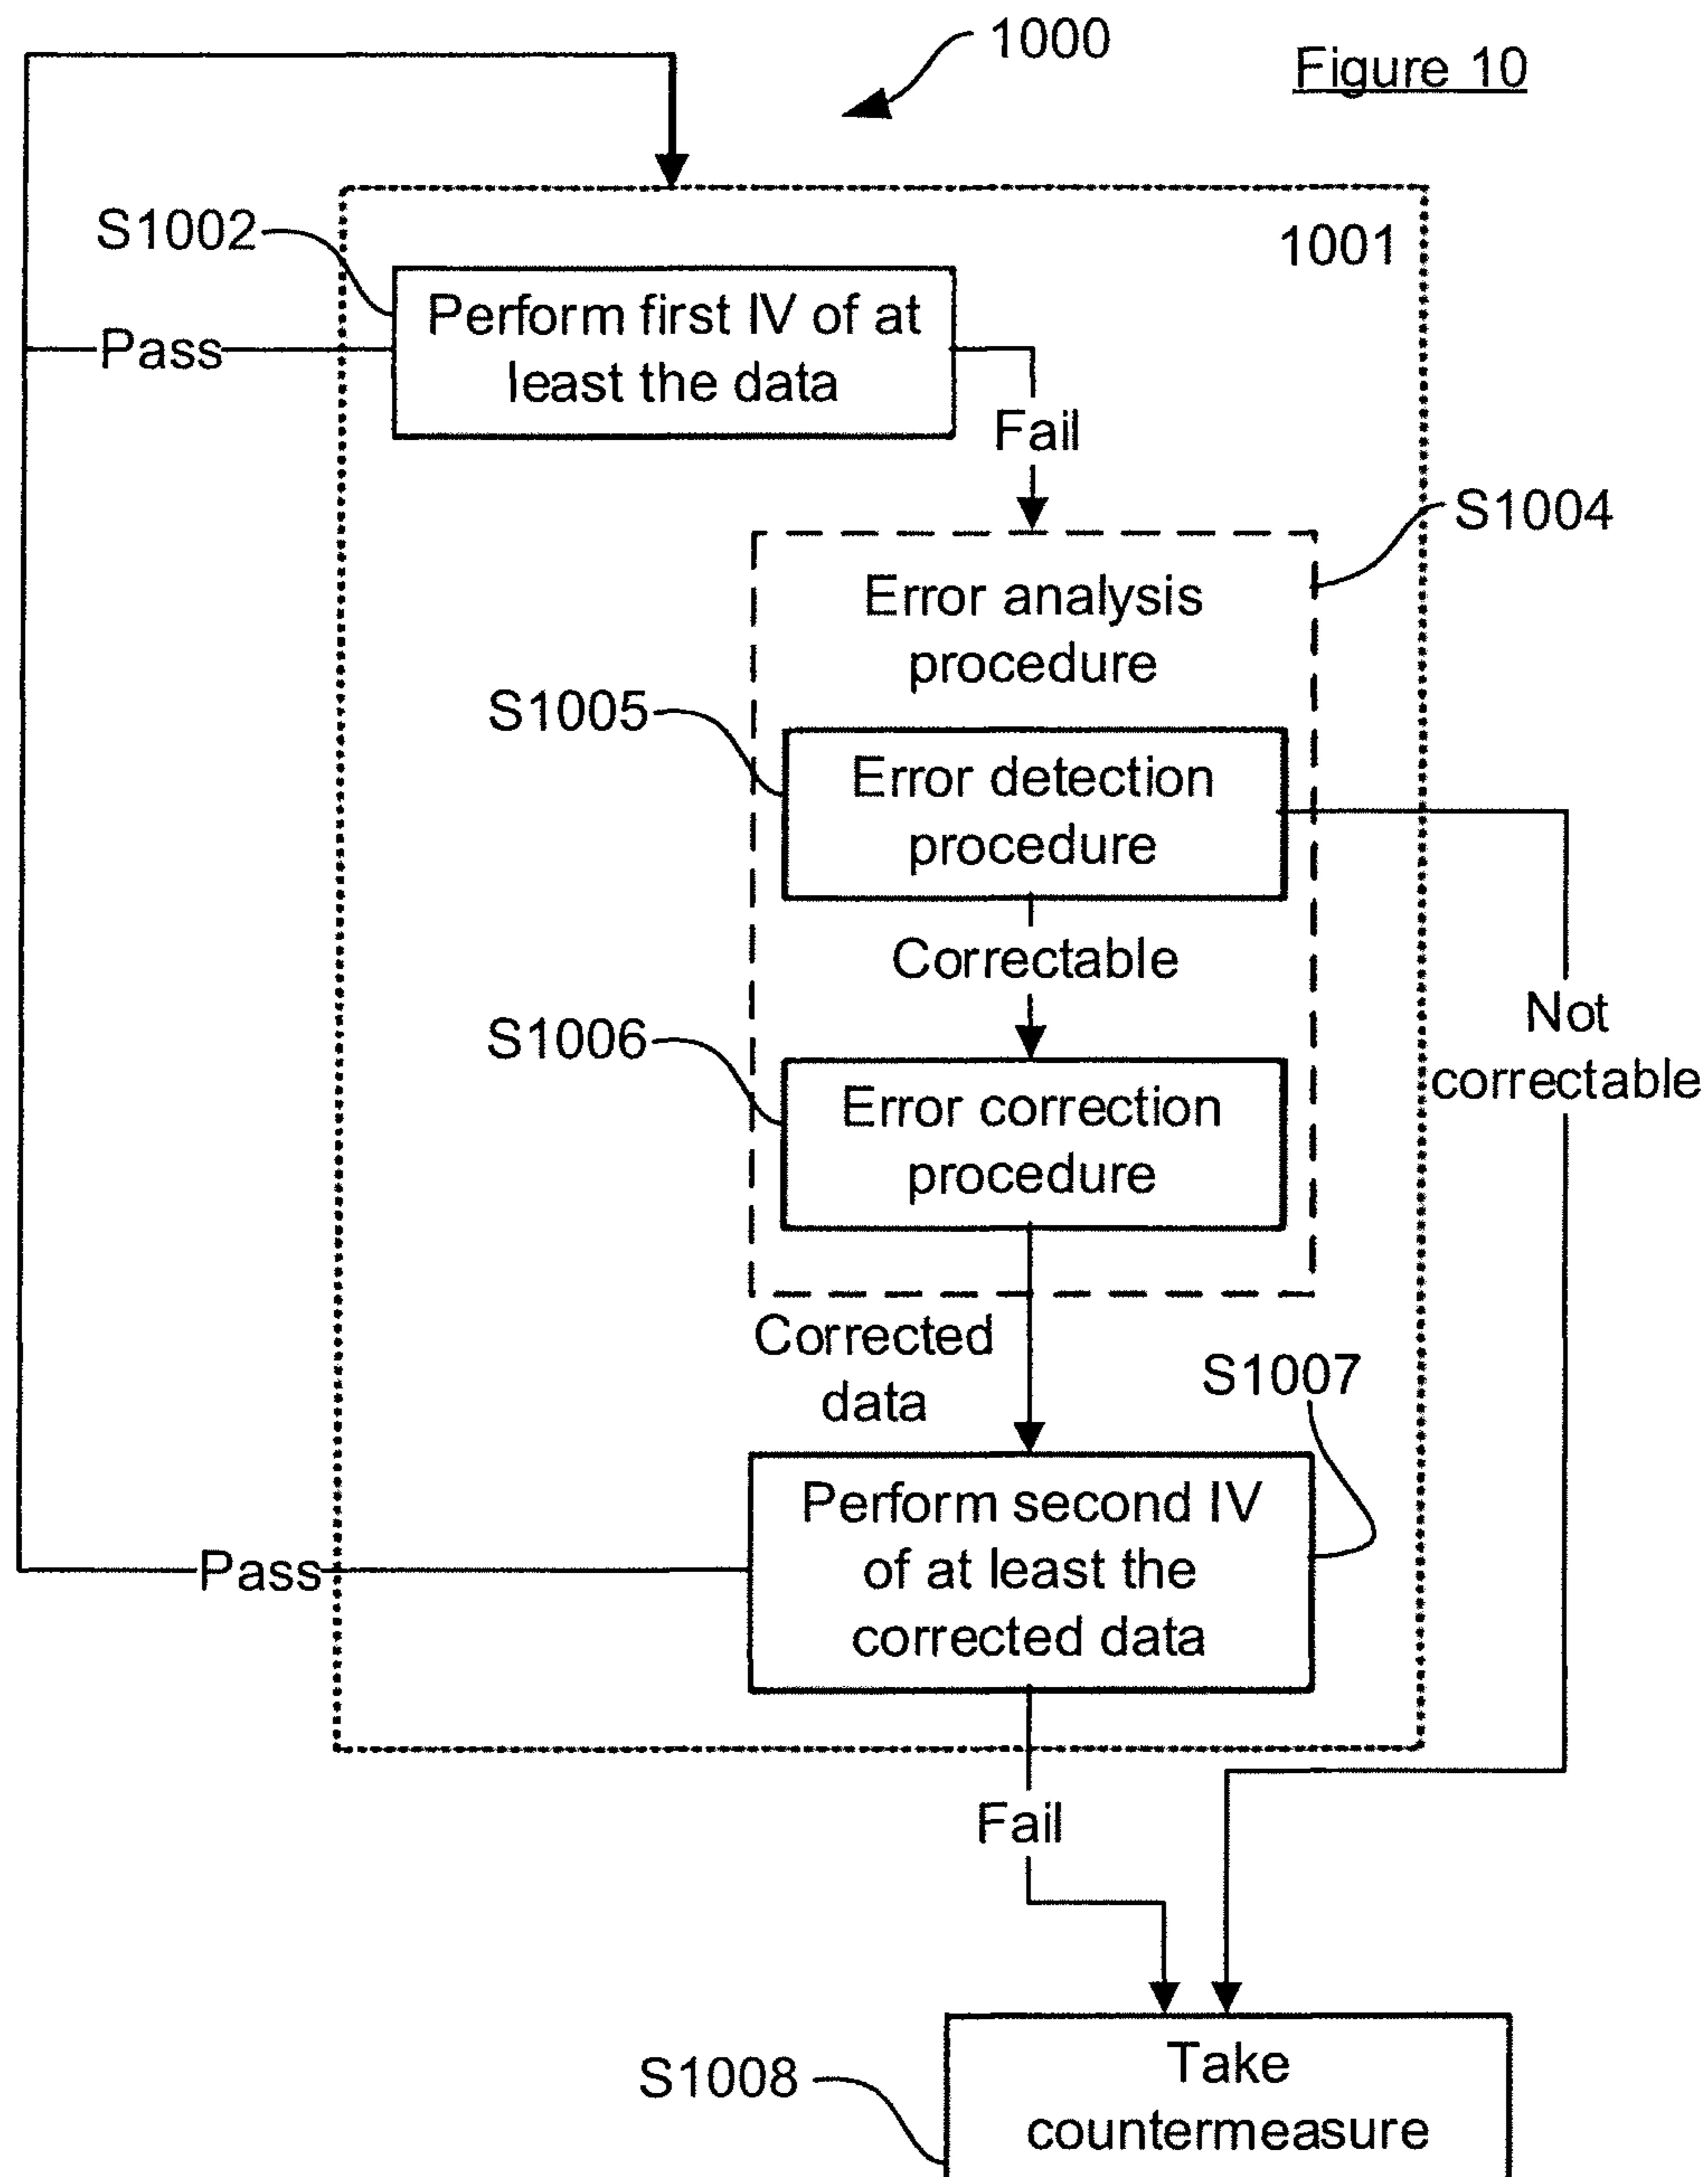 1000
Figure 10
S1002
1001
Perform first IV of at
least the data
Pass
Fail
S1004
Error analysis
procedure
S1005
Error detection
procedure
Correctable
Not
correctable
S1006
Error correction
procedure
Corrected
data
S1007
Perform second IV
of at least the
corrected data
Pass
Fail
S1008
Take
countermeasure